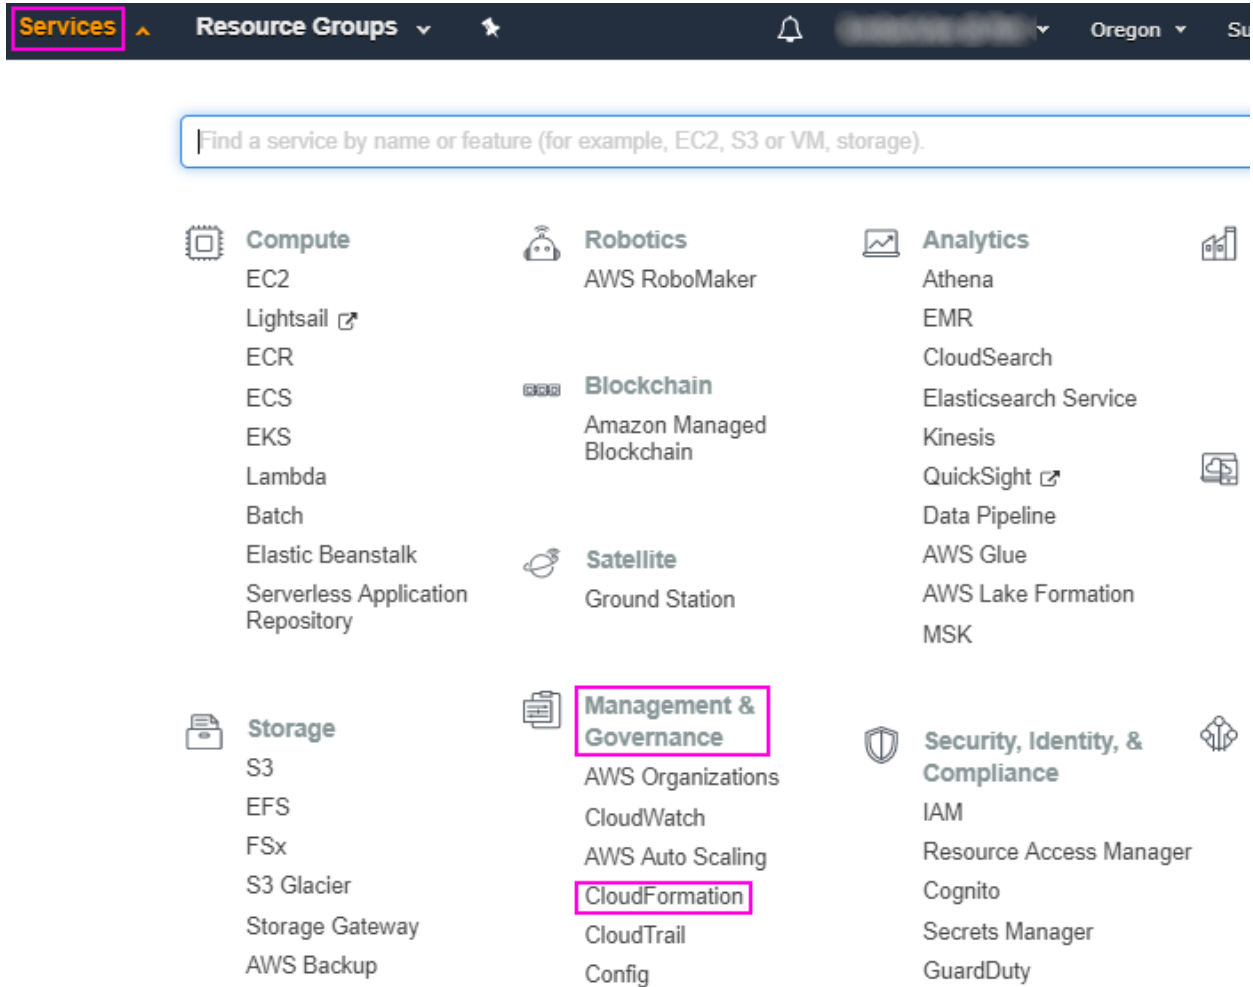 Services Resource Groups Oregon Su
Find a service by name or feature (for example, EC2, S3 or VM, storage).
Compute
EC2
Lightsail
ECR
ECS
EKS
Lambda
Batch
Elastic Beanstalk
Serverless Application
Repository
Storage
S3
EFS
FSx
S3 Glacier
Storage Gateway
AWS Backup
Robotics
AWS RoboMaker
Blockchain
Amazon Managed
Blockchain
Satellite
Ground Station
Management &
Governance
AWS Organizations
CloudWatch
AWS Auto Scaling
CloudFormation
CloudTrail
Config
Analytics
Athena
EMR
CloudSearch
Elasticsearch Service
Kinesis
QuickSight
Data Pipeline
AWS Glue
AWS Lake Formation
MSK
Security, Identity, &
Compliance
IAM
Resource Access Manager
Cognito
Secrets Manager
GuardDuty